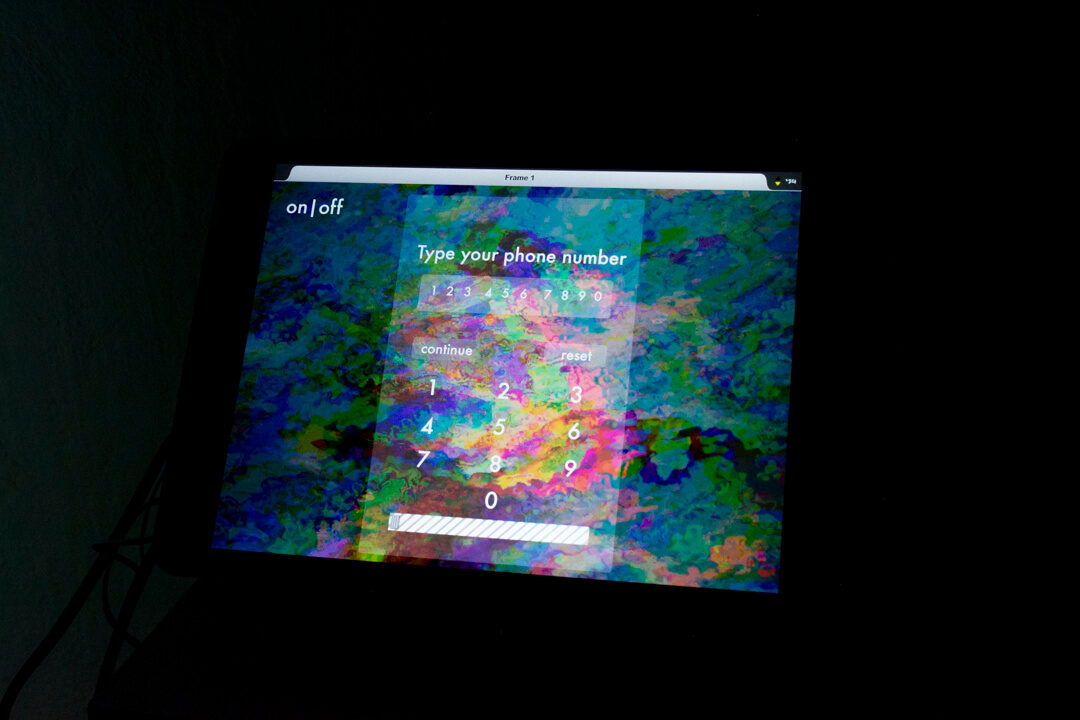 Frame 1
on|off
Type your phone number
1 2 3 4 5 6 7 8 9 0
continue reset
1 2 3
4 5 6
7 8 9
0